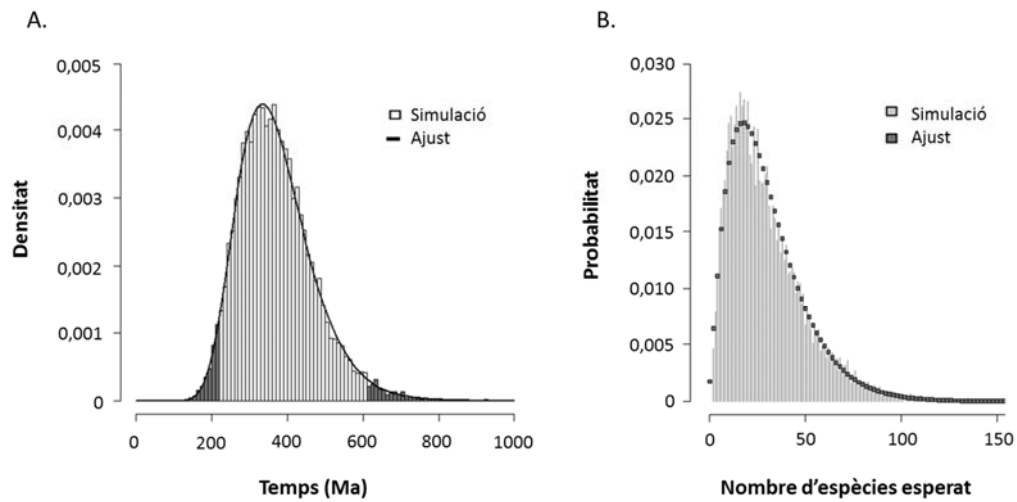 A.
0,005
0,004
0,003
0,002
0,001
0
Densitat
Simulació
Ajust
0 200 400 600 800 1000
Temps (Ma)
B.
0,030
0,025
0,020
0,015
0,010
0,005
0
Probabilitat
Simulació
Ajust
0 50 100 150
Nombre d'espècies esperat